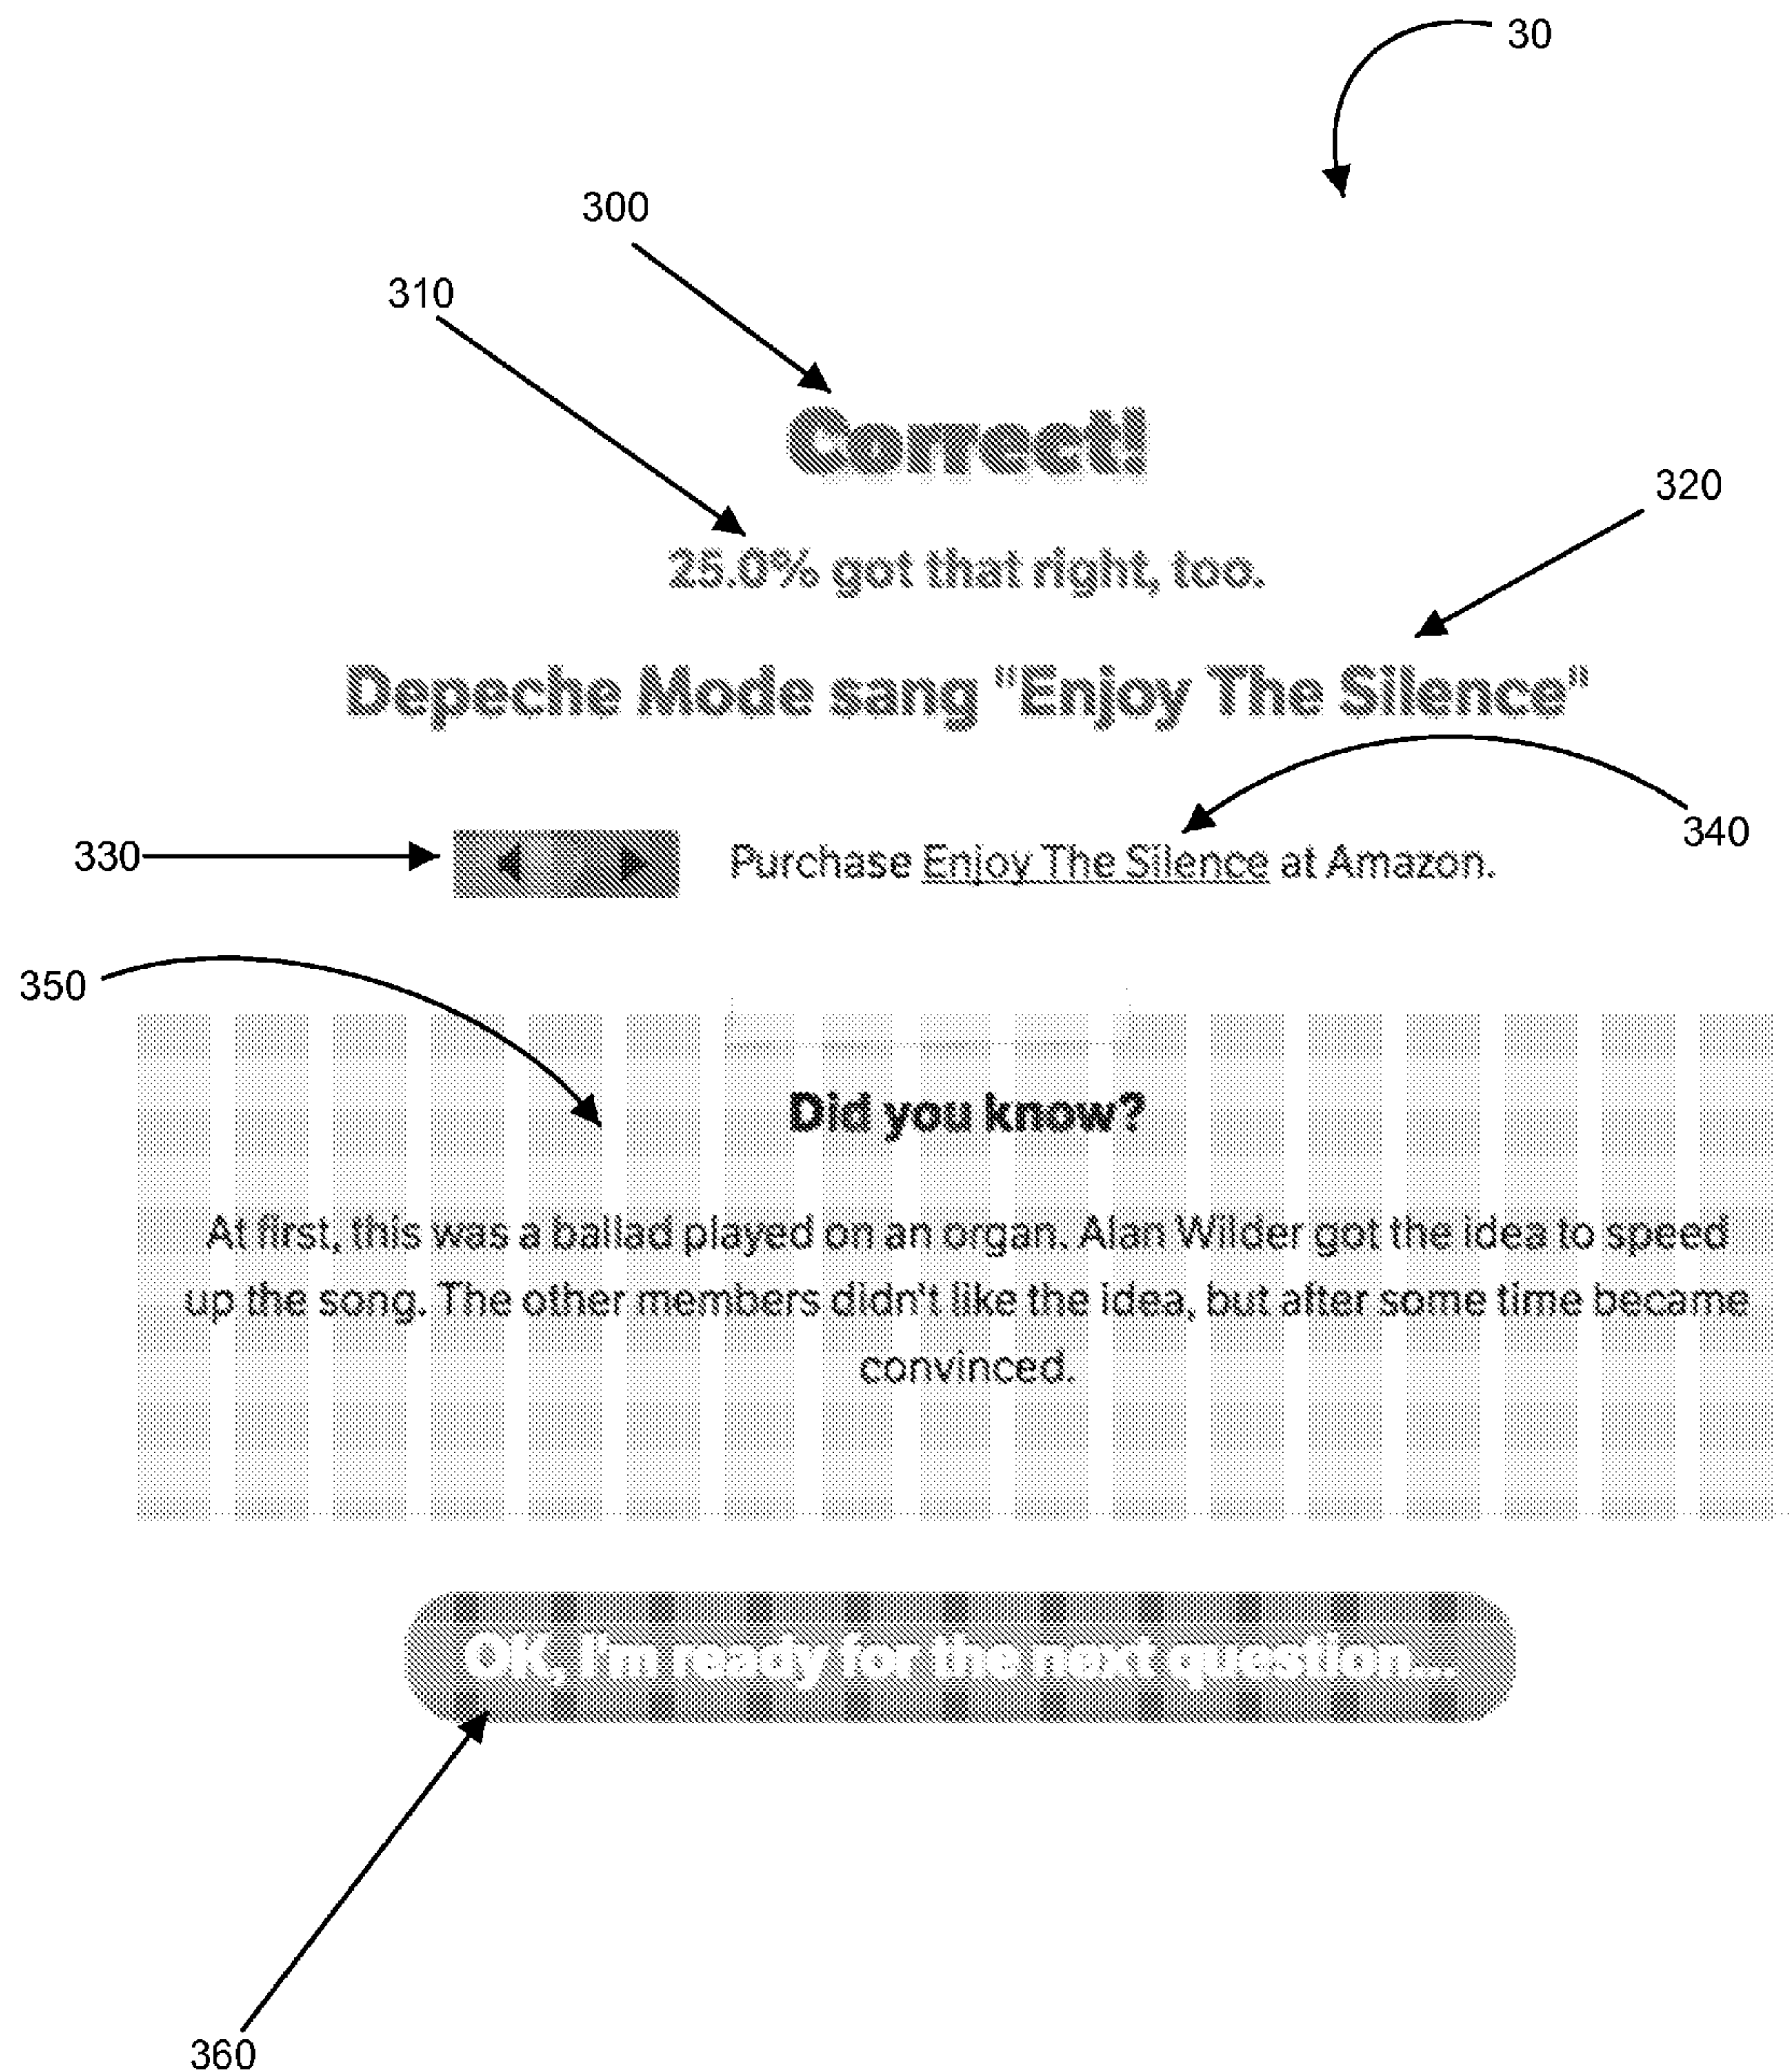 30
300
310
Correct!
320
25.0% got that right, too.
Depeche Mode sang "Enjoy The Silence"
340
330
Purchase Enjoy The Silence at Amazon.
350
Did you know?
At first, this was a ballad played on an organ. Alan Wilder got the idea to speed
up the song. The other members didn't like the idea, but after some time became
convinced.
OK, I'm ready for the next question...
360